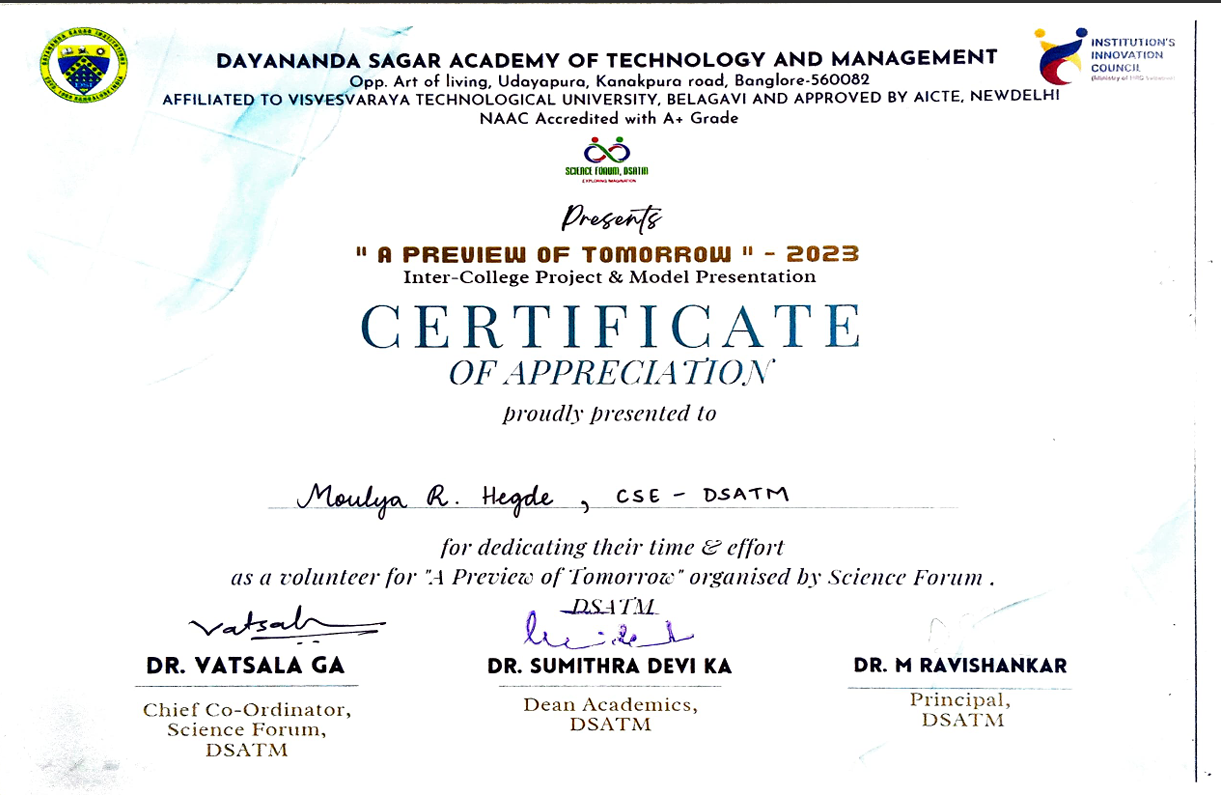 DAYANANDA SAGAR ACADEMY OF TECHNOLOGY AND MANAGEMENT
Opp. Art of living, Udayapura, Kanakpura road, Banglore-560082
AFFILIATED TO VISVESVARAYA TECHNOLOGICAL UNIVERSITY, BELAGAVI AND APPROVED BY AICTE, NEWDELHI
NAAC Accredited with A+ Grade
INSTITUTION'S
INNOVATION
COUNCIL
SCIENCE FORUM, DSATM
EXPLORING IMAGINATION
Presents
" A PREVIEW OF TOMORROW " - 2023
Inter-College Project & Model Presentation
CERTIFICATE
OF APPRECIATION
proudly presented to
Moulya R. Hegde , CSE - DSATM
for dedicating their time & effort
as a volunteer for "A Preview of Tomorrow" organised by Science Forum .
DSATM
Vatsala
DR. VATSALA GA
Chief Co-Ordinator,
Science Forum,
DSATM
DR. SUMITHRA DEVI KA
Dean Academics,
DSATM
DR. M RAVISHANKAR
Principal,
DSATM